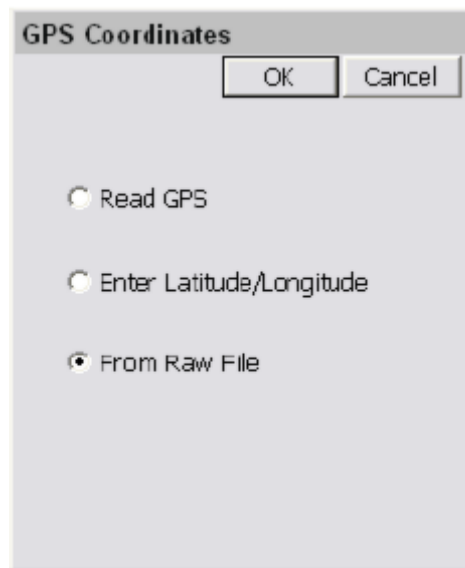 GPS Coordinates
OK Cancel
Read GPS
Enter Latitude/Longitude
From Raw File